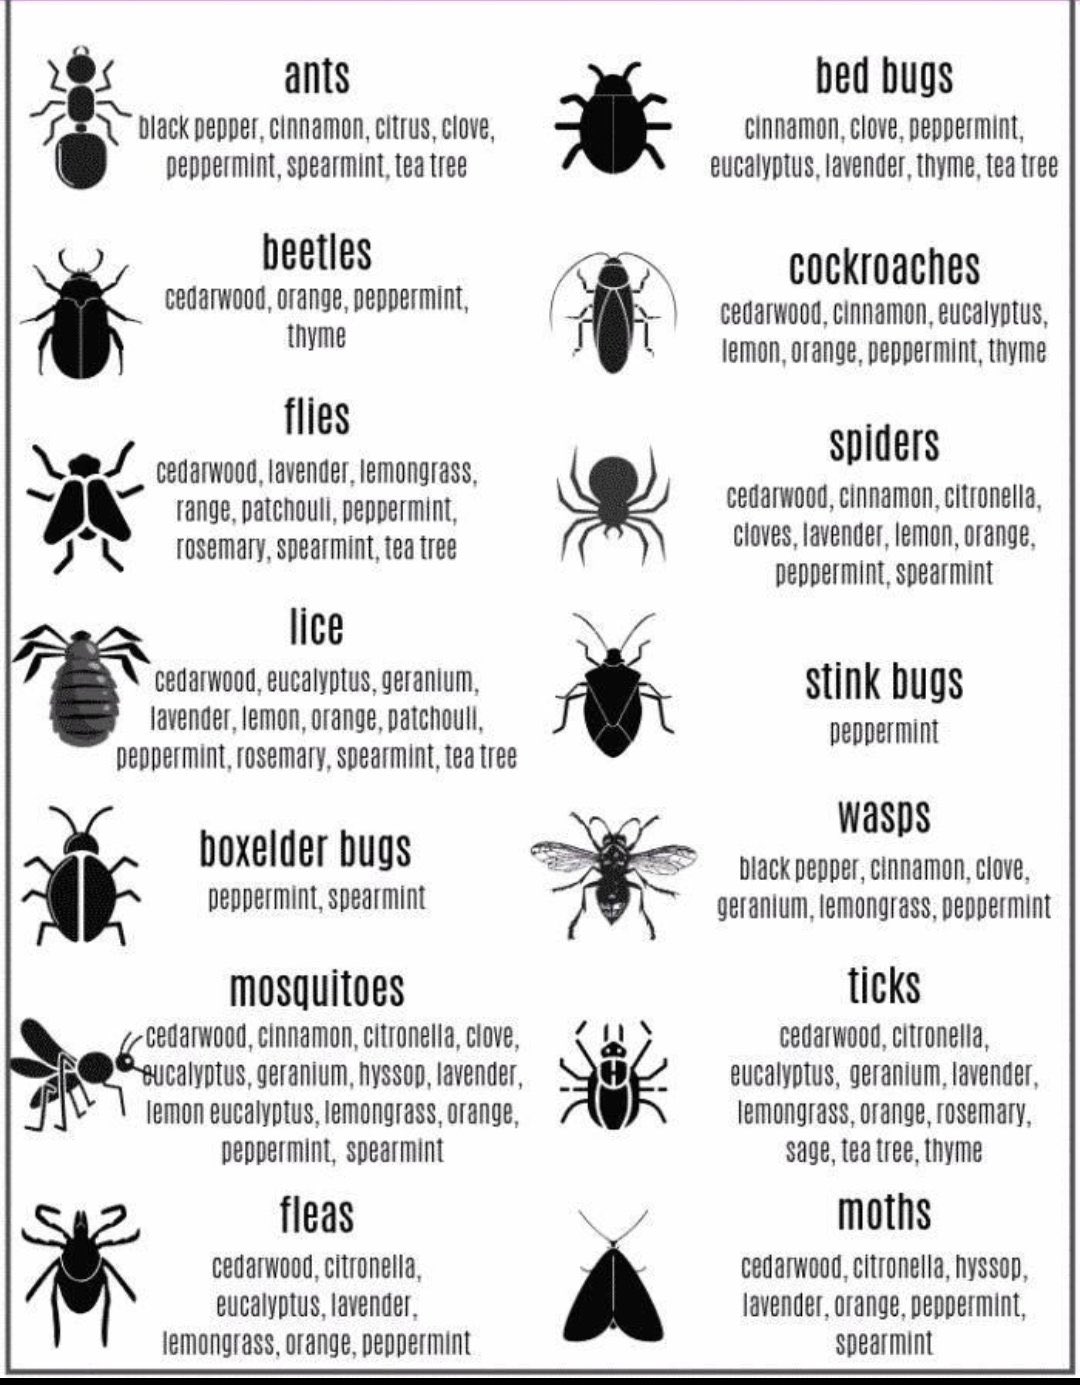 ants
black pepper, cinnamon, citrus, clove,
peppermint, spearmint, tea tree
bed bugs
cinnamon, clove, peppermint,
eucalyptus, lavender, thyme, tea tree
beetles
cedarwood, orange, peppermint,
thyme
cockroaches
cedarwood, cinnamon, eucalyptus,
lemon, orange, peppermint, thyme
flies
cedarwood, lavender, lemongrass,
range, patchouli, peppermint,
rosemary, spearmint, tea tree
spiders
cedarwood, cinnamon, citronella,
cloves, lavender, lemon, orange,
peppermint, spearmint
lice
cedarwood, eucalyptus, geranium,
lavender, lemon, orange, patchouli,
peppermint, rosemary, spearmint, tea tree
stink bugs
peppermint
boxelder bugs
peppermint, spearmint
wasps
black pepper, cinnamon, clove,
geranium, lemongrass, peppermint
mosquitoes
cedarwood, cinnamon, citronella, clove,
eucalyptus, geranium, hyssop, lavender,
lemon eucalyptus, lemongrass, orange,
peppermint, spearmint
ticks
cedarwood, citronella,
eucalyptus, geranium, lavender,
lemongrass, orange, rosemary,
sage, tea tree, thyme
fleas
cedarwood, citronella,
eucalyptus, lavender,
lemongrass, orange, peppermint
moths
cedarwood, citronella, hyssop,
lavender, orange, peppermint,
spearmint